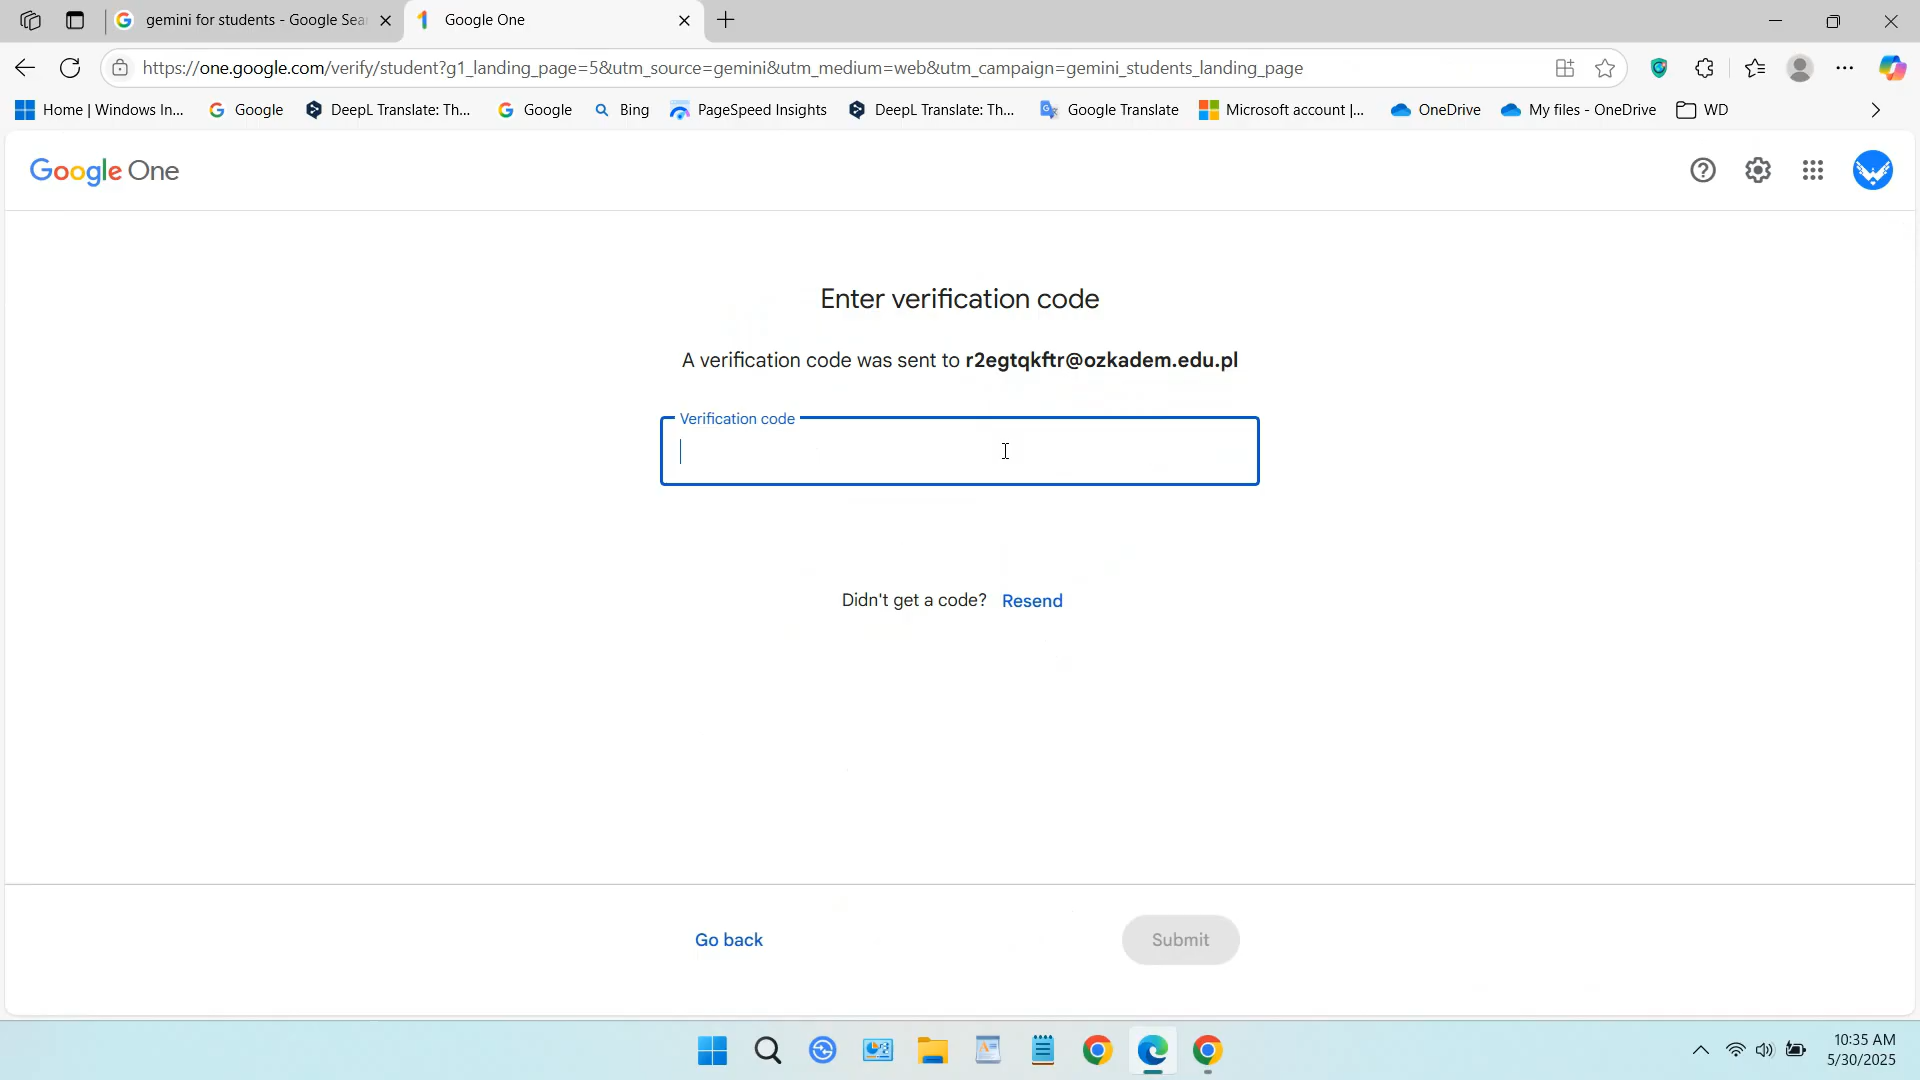 gemini for students - Google Sea
Google One
https://one.google.com/verify/student?g1_landing_page=5&utm_source=gemini&utm_medium=web&utm_campaign=gemini_students_landing_page
Home | Windows In...
Google
DeepL Translate: Th...
Google
Bing
PageSpeed Insights
DeepL Translate: Th...
Google Translate
Microsoft account |...
OneDrive
My files - OneDrive
WD
Google One
Enter verification code
A verification code was sent to r2egtqkftr@ozkadem.edu.pl
Verification code
Didn't get a code? Resend
Go back
Submit
10:35 AM
5/30/2025